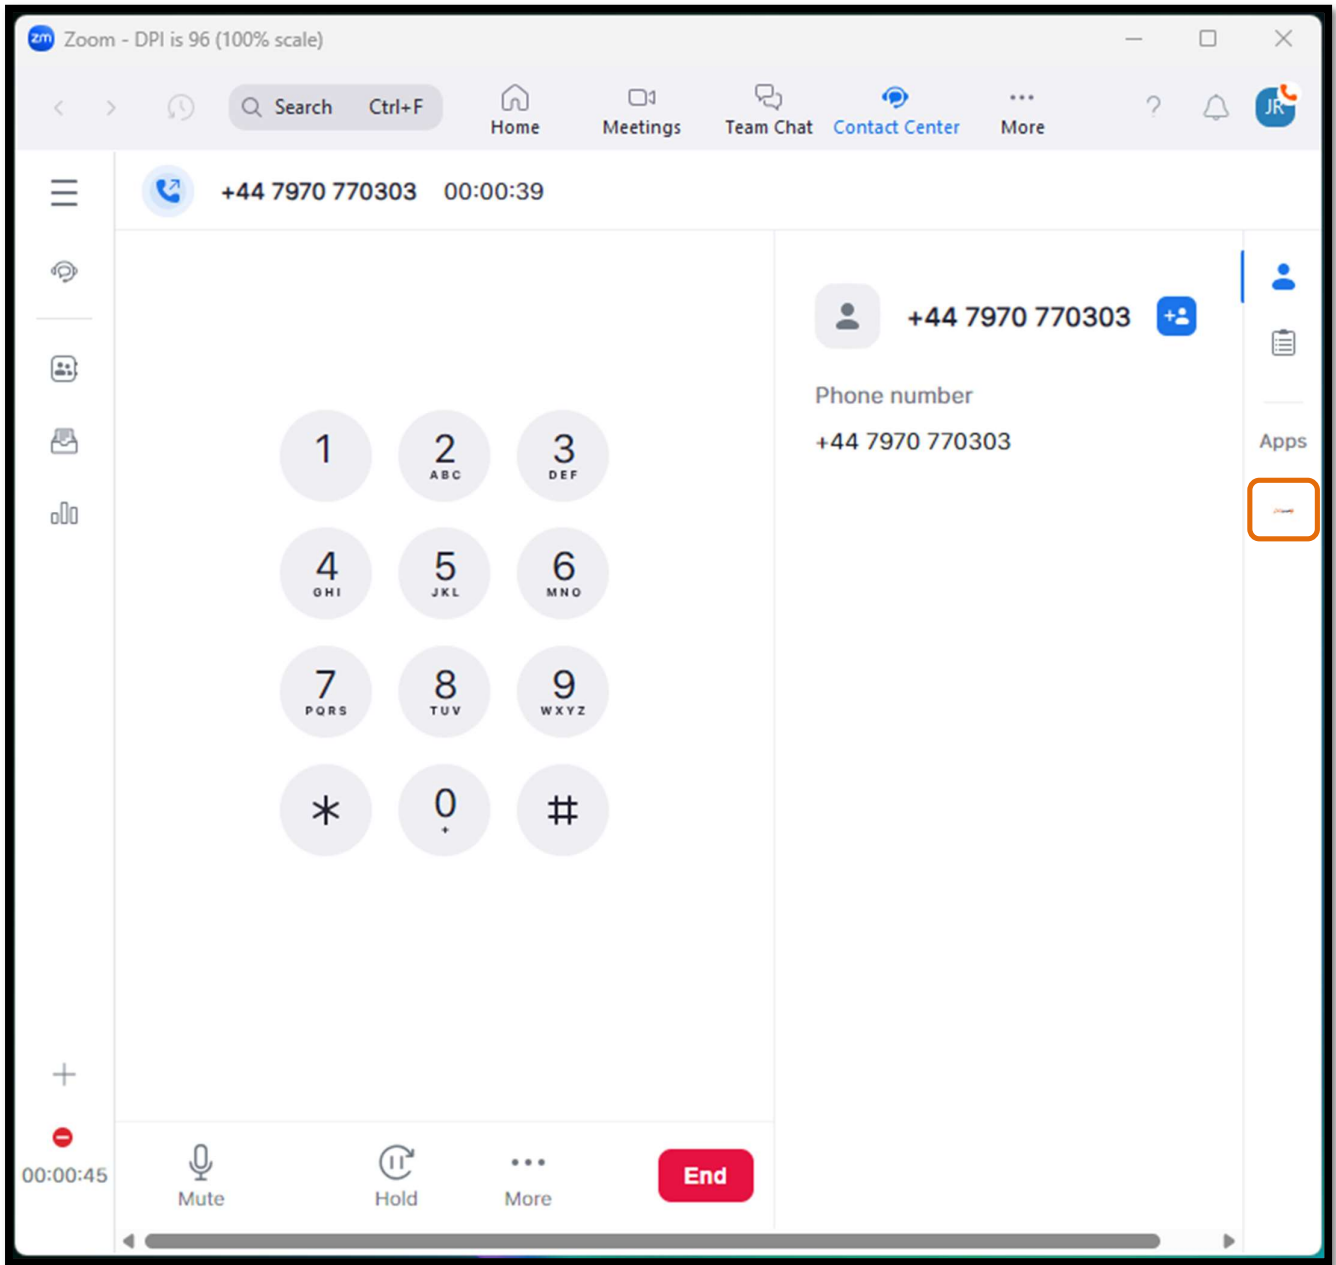 zm Zoom - DPI is 96 (100% scale)
Search Ctrl+F
Home
Meetings
Team Chat
Contact Center
More
?
JR
+44 7970 770303 00:00:39
+44 7970 770303
Phone number
+44 7970 770303
Apps
1
2
ABC
3
DEF
4
GHI
5
JKL
6
MNO
7
PQRS
8
TUV
9
WXYZ
*
0
+
#
00:00:45
Mute
Hold
More
End